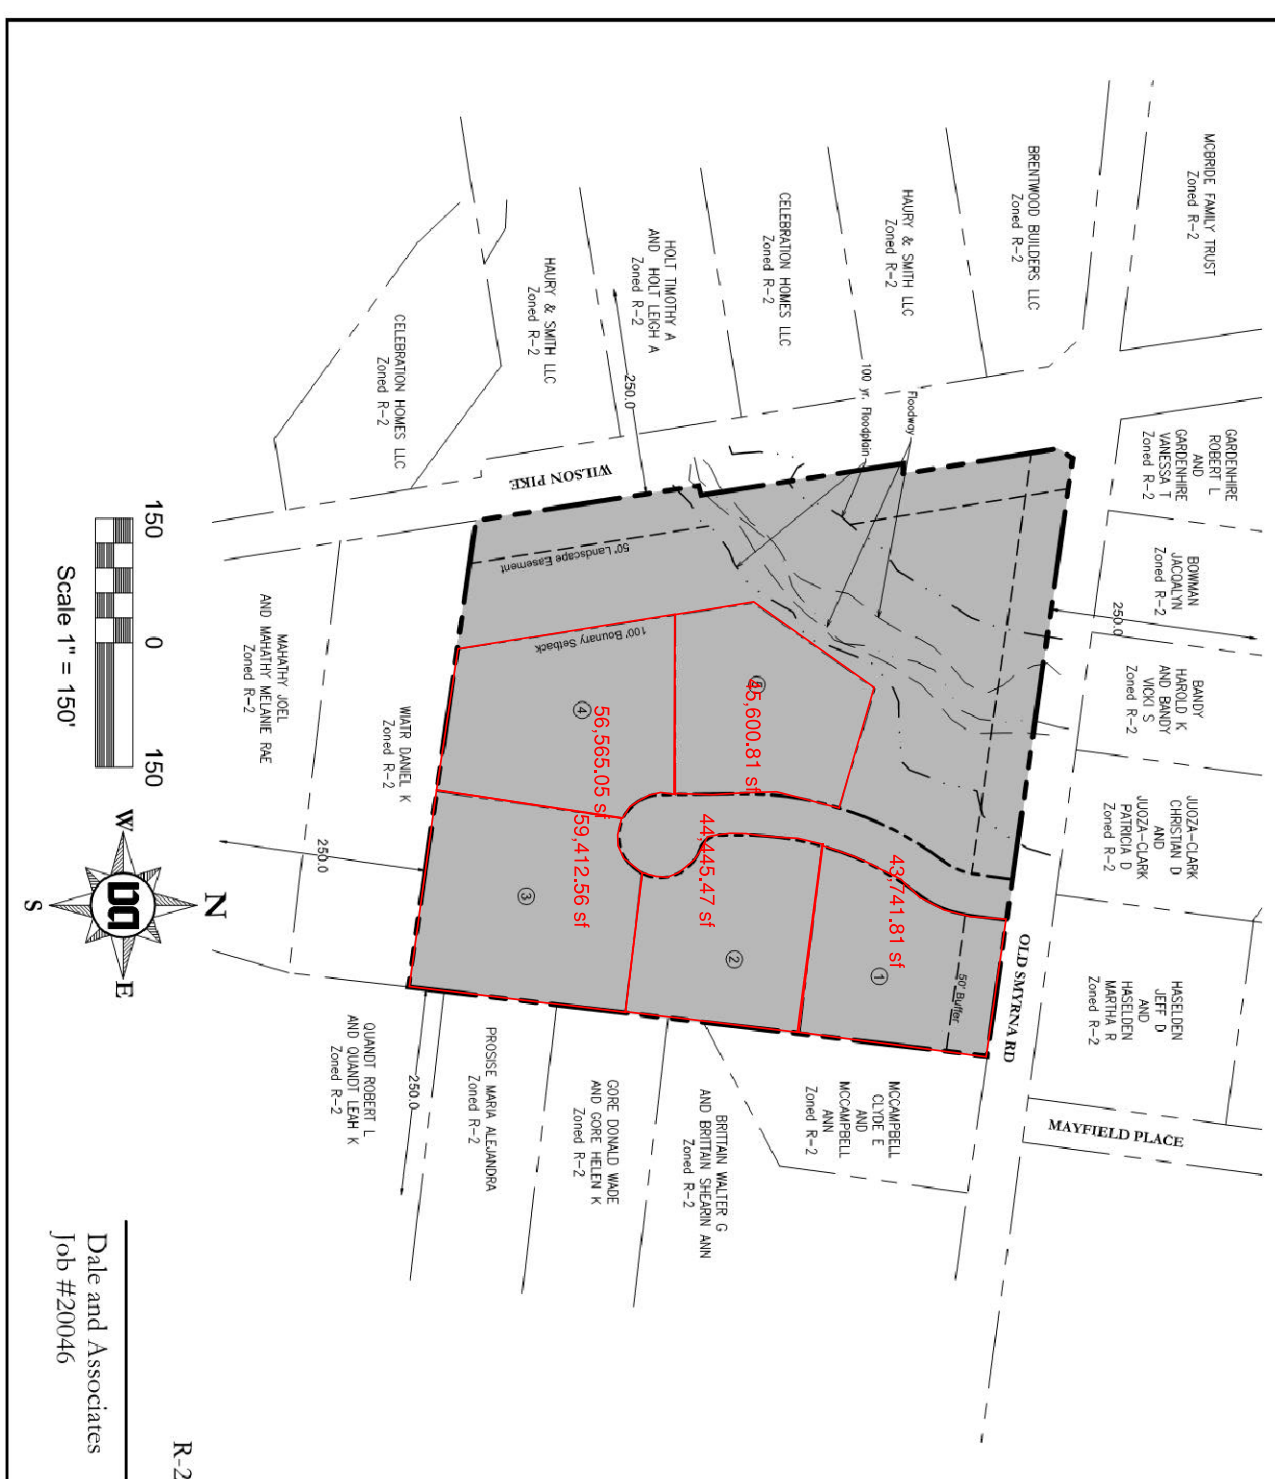 MCBRIDE FAMILY TRUST
Zoned R-2
BRENTWOOD BUILDERS LLC
Zoned R-2
HAURY & SMITH LLC
Zoned R-2
CELEBRATION HOMES LLC
Zoned R-2
HOLT TIMOTHY A
AND HOLT LEIGH A
Zoned R-2
HAURY & SMITH LLC
Zoned R-2
CELEBRATION HOMES LLC
Zoned R-2
250.0
100 yr. Floodplain
Floodway
GARDENHIRE
ROBERT L
AND
GARDENHIRE
VANESSA T
Zoned R-2
BOWMAN
JACQALYN
Zoned R-2
250.0
BANDY
HAROLD K
AND BANDY
VICKI S
Zoned R-2
JUOZA-CLARK
CHRISTIAN D
AND
JUOZA-CLARK
PATRICIA D
Zoned R-2
HASELDEN
JEFF D
AND
HASELDEN
MARTHA R
Zoned R-2
WILSON PIKE
50' Landscape Easement
100' Bounary Setback
5
45,600.81 sf
4
56,565.05 sf
3
59,412.56 sf
2
44,445.47 sf
1
43,741.81 sf
50' Buffer
OLD SMYRNA RD
MAYFIELD PLACE
MAHATHY JOEL
AND MAHATHY MELANIE RAE
Zoned R-2
WIATR DANIEL K
Zoned R-2
250.0
QUANDT ROBERT L
AND QUANDT LEAH K
Zoned R-2
250.0
PROSISE MARIA ALEJANDRA
Zoned R-2
GORE DONALD WADE
AND GORE HELEN K
Zoned R-2
BRITTAIN WALTER G
AND BRITTAIN SHEARIN ANN
Zoned R-2
MCCAMPBELL
CLYDE E
AND
MCCAMPBELL
ANN
Zoned R-2
150 0 150
Scale 1" = 150'
N
W
E
S
Dale and Associates
Job #20046
R-2